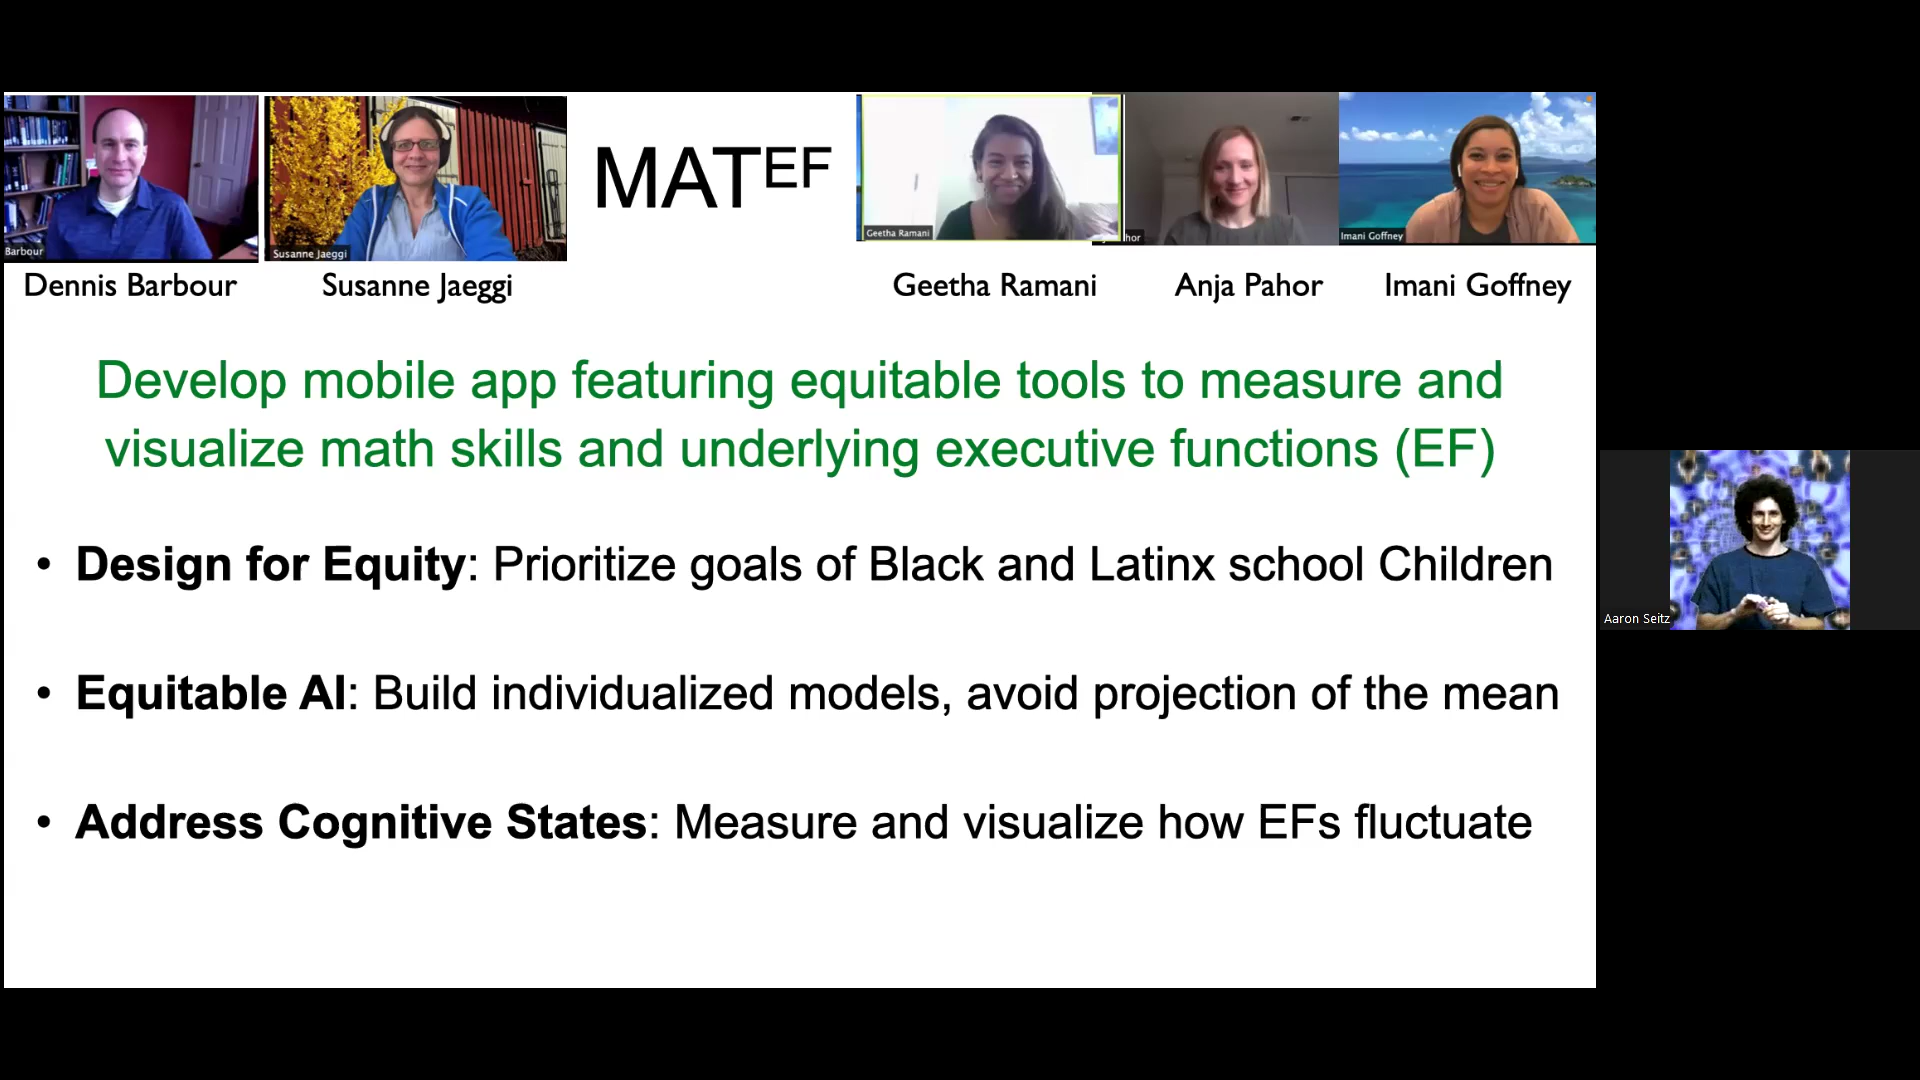 Barbour
Susanne Jaeggi
MATEF
Geetha Ramani
hor
Imani Goffney
Dennis Barbour
Susanne Jaeggi
Geetha Ramani
Anja Pahor
Imani Goffney
Develop mobile app featuring equitable tools to measure and
visualize math skills and underlying executive functions (EF)
• Design for Equity: Prioritize goals of Black and Latinx school Children
• Equitable AI: Build individualized models, avoid projection of the mean
• Address Cognitive States: Measure and visualize how EFs fluctuate
Aaron Seitz